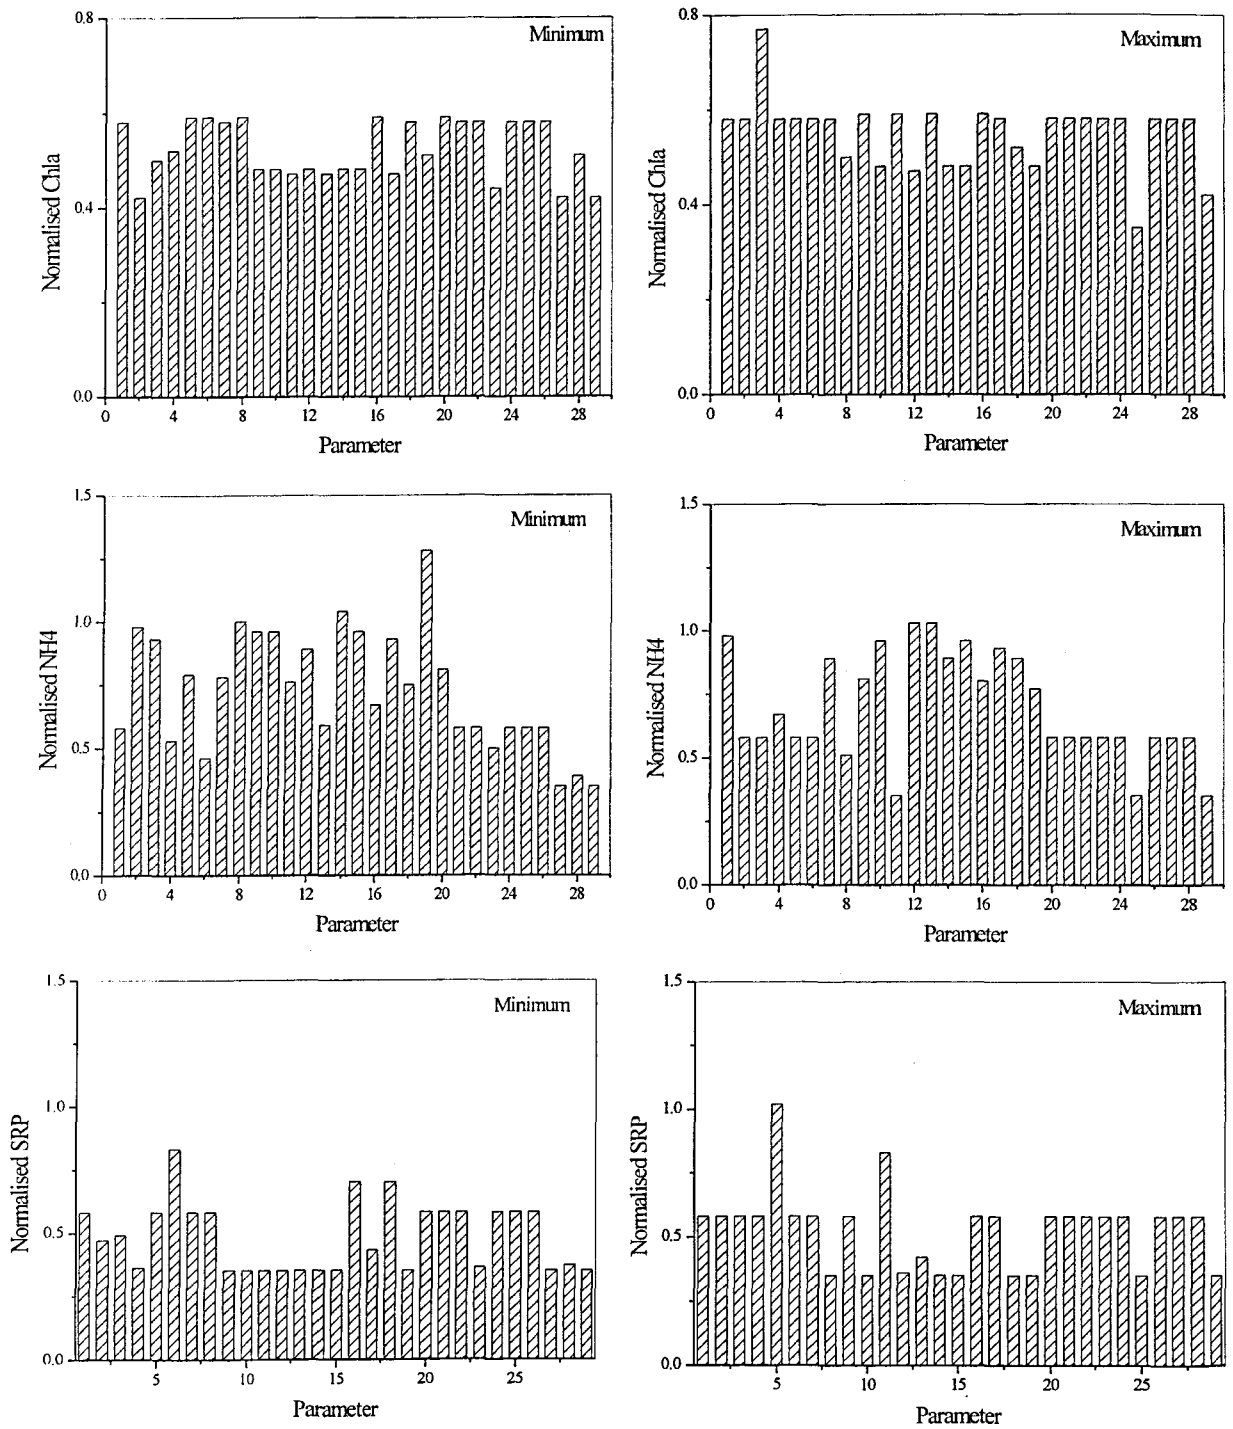 Minimum
Normalised Chla
0.8
0.4
0.0
0 4 8 12 16 20 24 28
Parameter
Maximum
Normalised Chla
0.8
0.4
0.0
0 4 8 12 16 20 24 28
Parameter
Minimum
Normalised NH4
1.5
1.0
0.5
0.0
0 4 8 12 16 20 24 28
Parameter
Maximum
Normalised NH4
1.5
1.0
0.5
0.0
0 4 8 12 16 20 24 28
Parameter
Minimum
Normalised SRP
1.5
1.0
0.5
0.0
5 10 15 20 25
Parameter
Maximum
Normalised SRP
1.5
1.0
0.5
0.0
5 10 15 20 25
Parameter